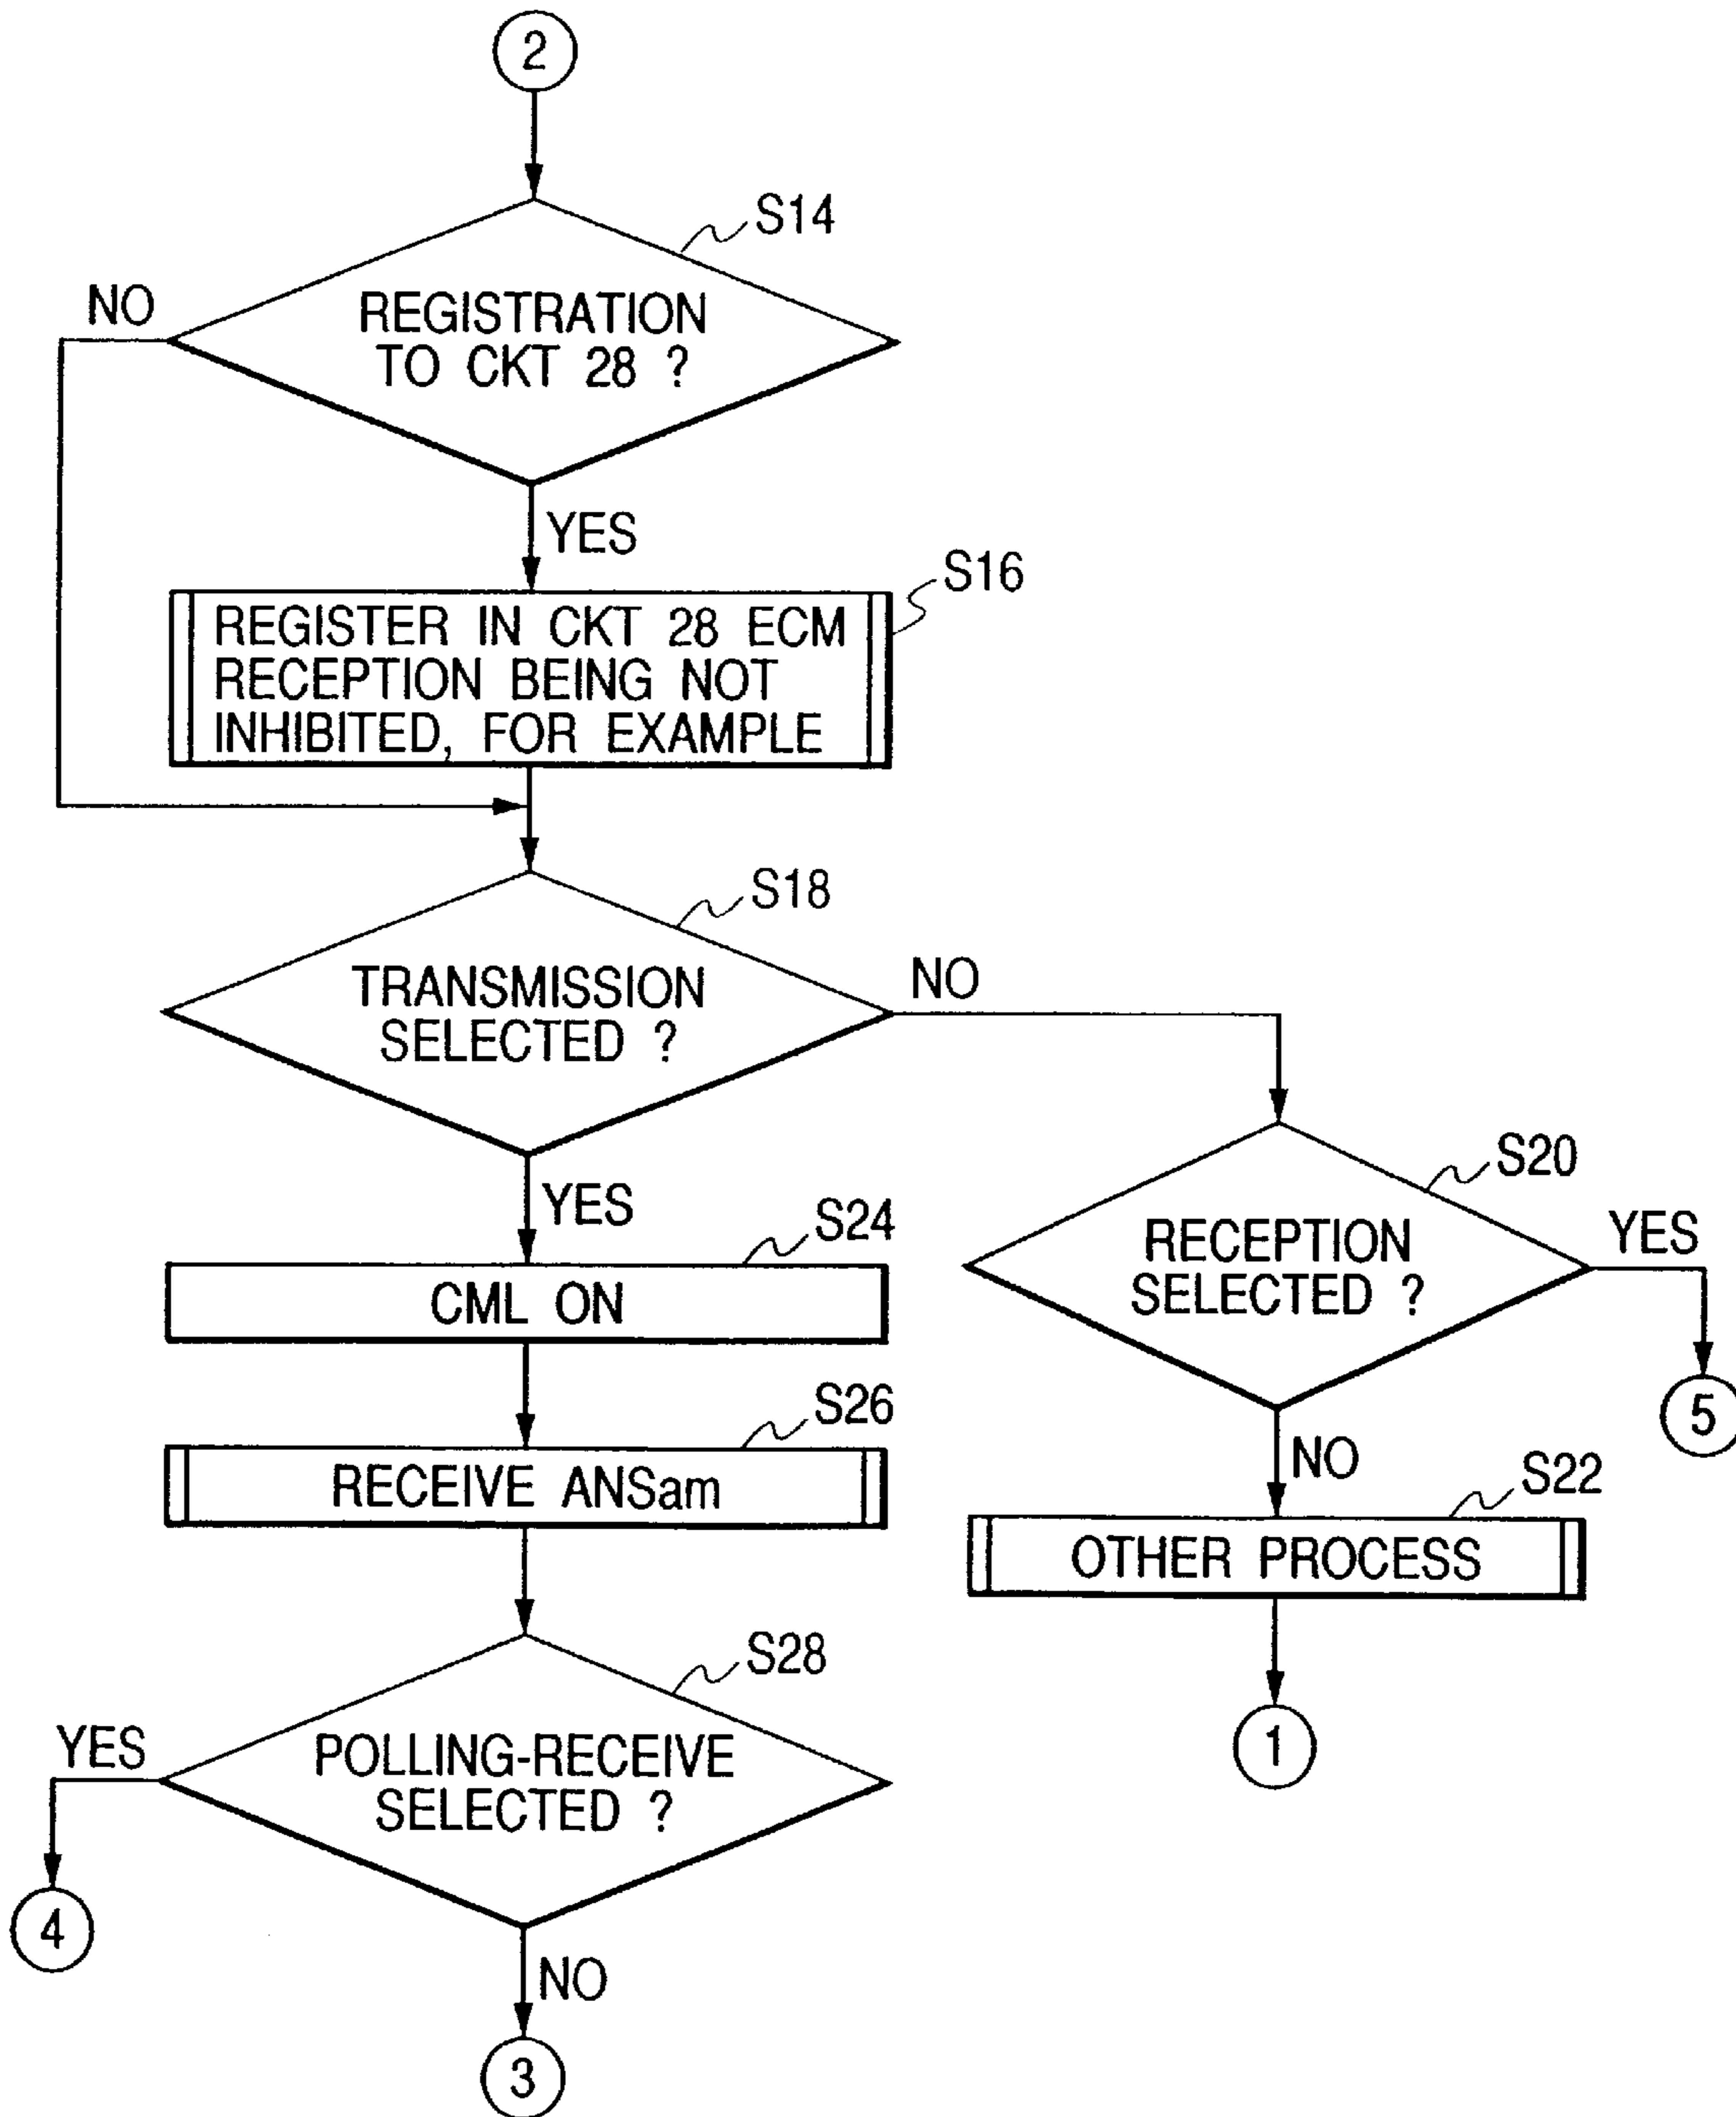 2
S14
NO
REGISTRATION
TO CKT 28 ?
YES
S16
REGISTER IN CKT 28 ECM
RECEPTION BEING NOT
INHIBITED, FOR EXAMPLE
S18
TRANSMISSION
SELECTED ?
NO
YES
S20
RECEPTION
SELECTED ?
YES
5
NO
S22
OTHER PROCESS
1
S24
CML ON
S26
RECEIVE ANSam
S28
YES
POLLING-RECEIVE
SELECTED ?
4
NO
3